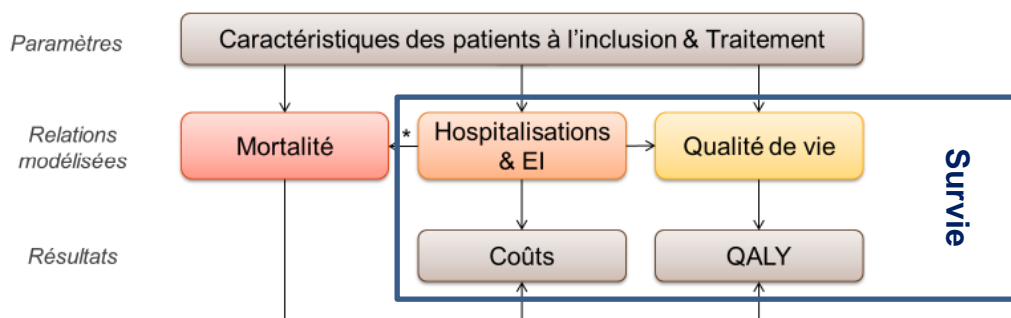 Paramètres
Caractéristiques des patients à l'inclusion & Traitement
Relations
modélisées
Mortalité
*
Hospitalisations
& EI
Qualité de vie
Survie
Résultats
Coûts
QALY